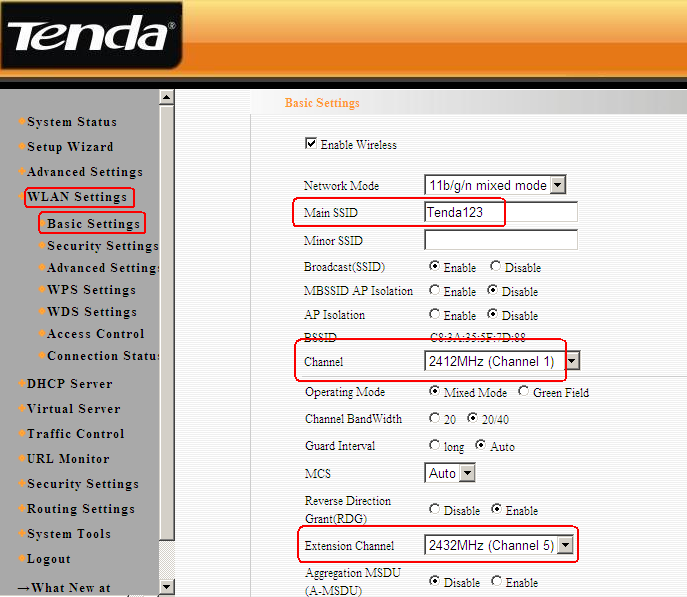 Tenda®
System Status
Setup Wizard
Advanced Settings
WLAN Settings
Basic Settings
Security Settings
Advanced Settings
WPS Settings
WDS Settings
Access Control
Connection Status
DHCP Server
Virtual Server
Traffic Control
URL Monitor
Security Settings
Routing Settings
System Tools
Logout
→What New at
Basic Settings
Enable Wireless
Network Mode 11b/g/n mixed mode
Main SSID Tenda123
Minor SSID
Broadcast(SSID) Enable Disable
MBSSID AP Isolation Enable Disable
AP Isolation Enable Disable
BSSID C8:3A:35:5F:7D:88
Channel 2412MHz (Channel 1)
Operating Mode Mixed Mode Green Field
Channel BandWidth 20 20/40
Guard Interval long Auto
MCS Auto
Reverse Direction
Grant(RDG) Disable Enable
Extension Channel 2432MHz (Channel 5)
Aggregation MSDU
(A-MSDU) Disable Enable